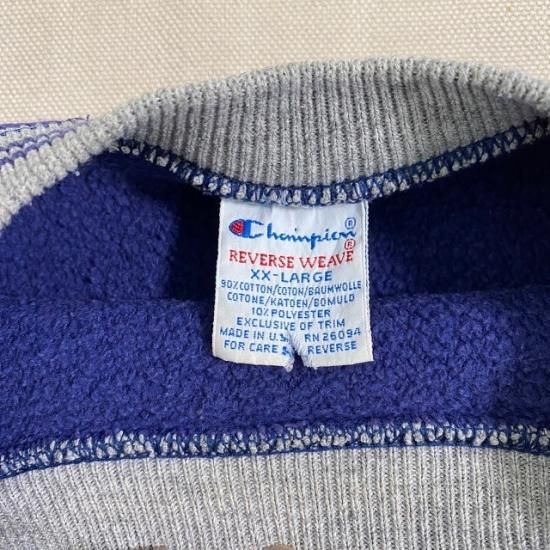 Champion®
REVERSE WEAVE®
XX-LARGE
90% COTTON/COTON/BAUMWOLLE
COTONE/KATOEN/BOMULD
10% POLYESTER
EXCLUSIVE OF TRIM
MADE IN U.S. RN 26094
FOR CARE REVERSE